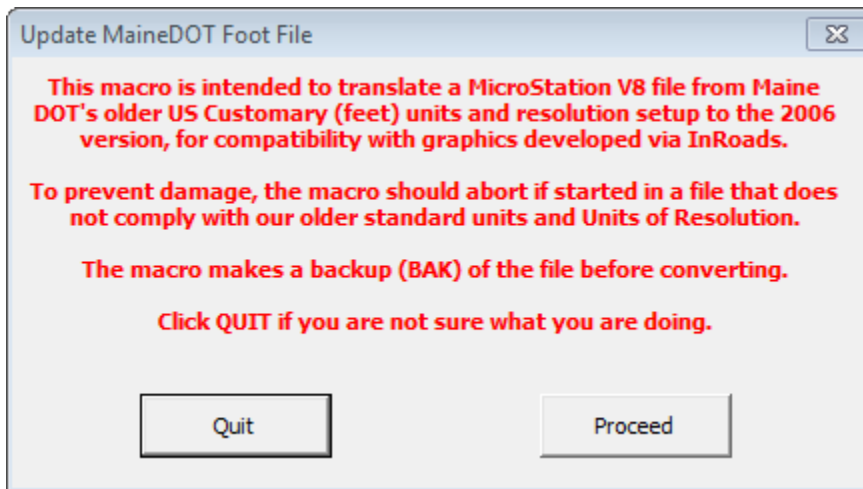 Update MaineDOT Foot File
This macro is intended to translate a MicroStation V8 file from Maine
DOT's older US Customary (feet) units and resolution setup to the 2006
version, for compatibility with graphics developed via InRoads.
To prevent damage, the macro should abort if started in a file that does
not comply with our older standard units and Units of Resolution.
The macro makes a backup (BAK) of the file before converting.
Click QUIT if you are not sure what you are doing.
Quit
Proceed